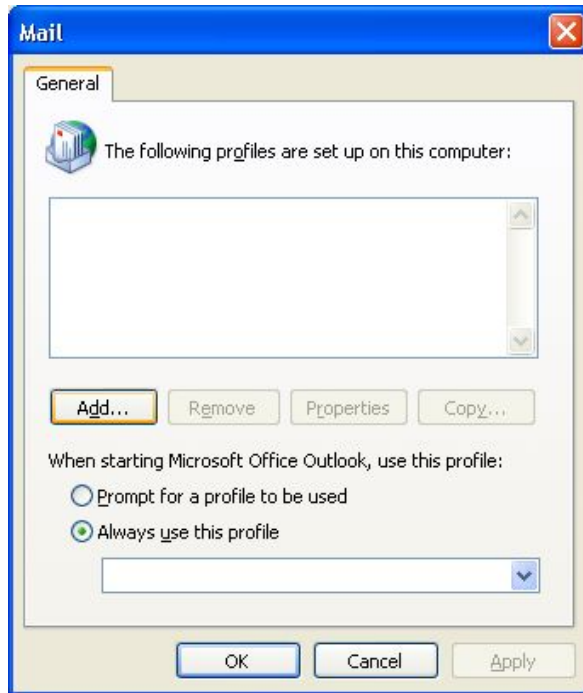 Mail
General
The following profiles are set up on this computer:
Add...
Remove
Properties
Copy...
When starting Microsoft Office Outlook, use this profile:
Prompt for a profile to be used
Always use this profile
OK
Cancel
Apply